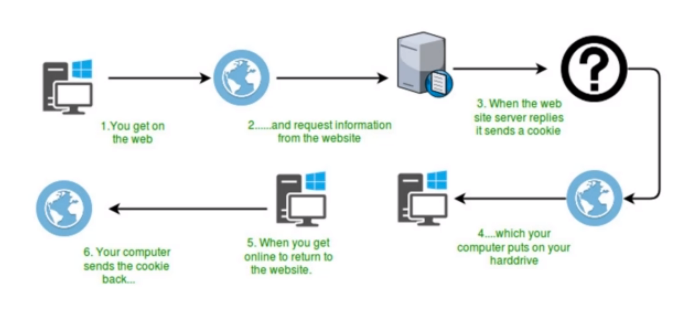 1.You get on
the web
2......and request information
from the website
3. When the web
site server replies
it sends a cookie
4....which your
computer puts on your
harddrive
5. When you get
online to return to
the website.
6. Your computer
sends the cookie
back...